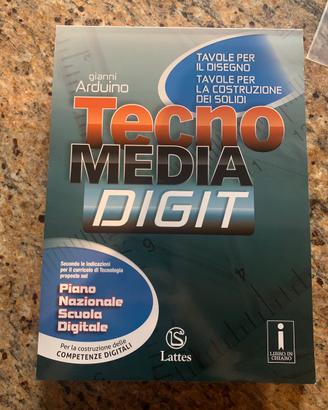 gianni
Arduino
TAVOLE PER
IL DISEGNO
TAVOLE PER
LA COSTRUZIONE
DEI SOLIDI
Tecno
MEDIA
DIGIT
Secondo le indicazioni
per il curricolo di Tecnologia
proposte nel
Piano
Nazionale
Scuola
Digitale
Per la costruzione delle
COMPETENZE DIGITALI
LS
Lattes
i
LIBRO IN
CHIARO